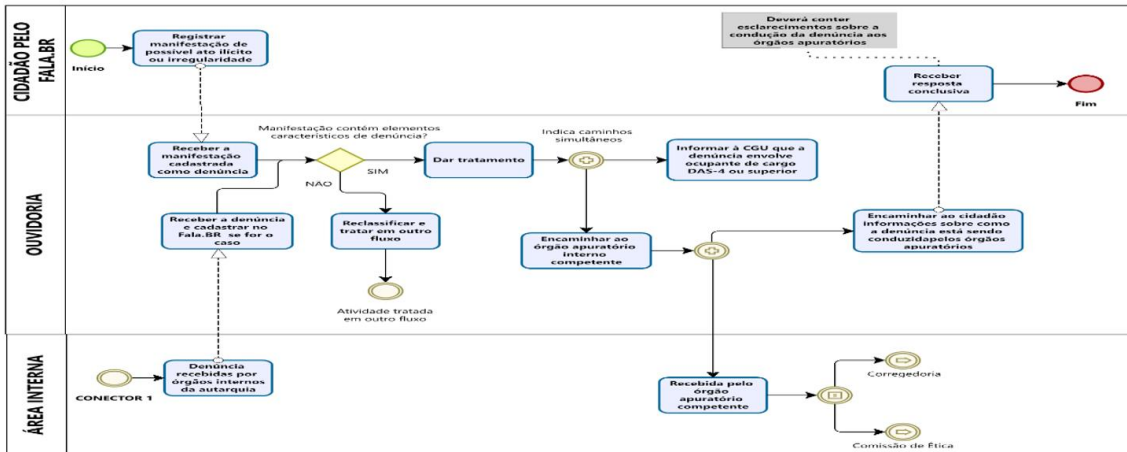 CIDADÃO PELO
FALA.BR
Início
Registrar
manifestação de
possível ato ilícito
ou irregularidade
Deverá conter
esclarecimentos sobre a
condução da denúncia aos
órgãos apuratórios
Receber
resposta
conclusiva
Fim
OUVIDORIA
Receber a
manifestação
cadastrada
como denúncia
Manifestação contém elementos
característicos de denúncia?
SIM
NÃO
Dar tratamento
Indica caminhos
simultâneos
Informar à CGU que a
denúncia envolve
ocupante de cargo
DAS-4 ou superior
Receber a denúncia
e cadastrar no
Fala.BR se for o
caso
Reclassificar e
tratar em outro
fluxo
Atividade tratada
em outro fluxo
Encaminhar ao
órgão apuratório
interno
competente
Encaminhar ao cidadão
informações sobre como
a denúncia está sendo
conduzidapelos órgãos
apuratórios
ÁREA INTERNA
CONECTOR 1
Denúncia
recebidas por
órgãos internos
da autarquia
Recebida pelo
órgão
apuratório
competente
Corregedoria
Comissão de Ética